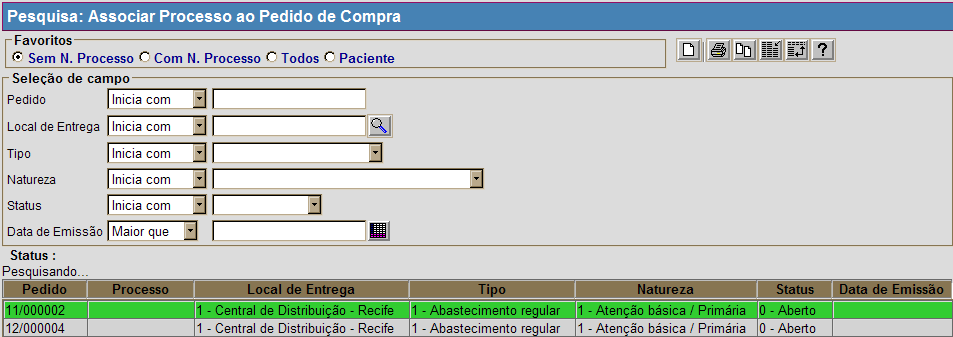 Pesquisa: Associar Processo ao Pedido de Compra
Favoritos
Sem N. Processo Com N. Processo Todos Paciente
?
Seleção de campo
Pedido Inicia com
Local de Entrega Inicia com
Tipo Inicia com
Natureza Inicia com
Status Inicia com
Data de Emissão Maior que
Status :
Pesquisando...
Pedido Processo Local de Entrega Tipo Natureza Status Data de Emissão
11/000002 1 - Central de Distribuição - Recife 1 - Abastecimento regular 1 - Atenção básica / Primária 0 - Aberto
12/000004 1 - Central de Distribuição - Recife 1 - Abastecimento regular 1 - Atenção básica / Primária 0 - Aberto